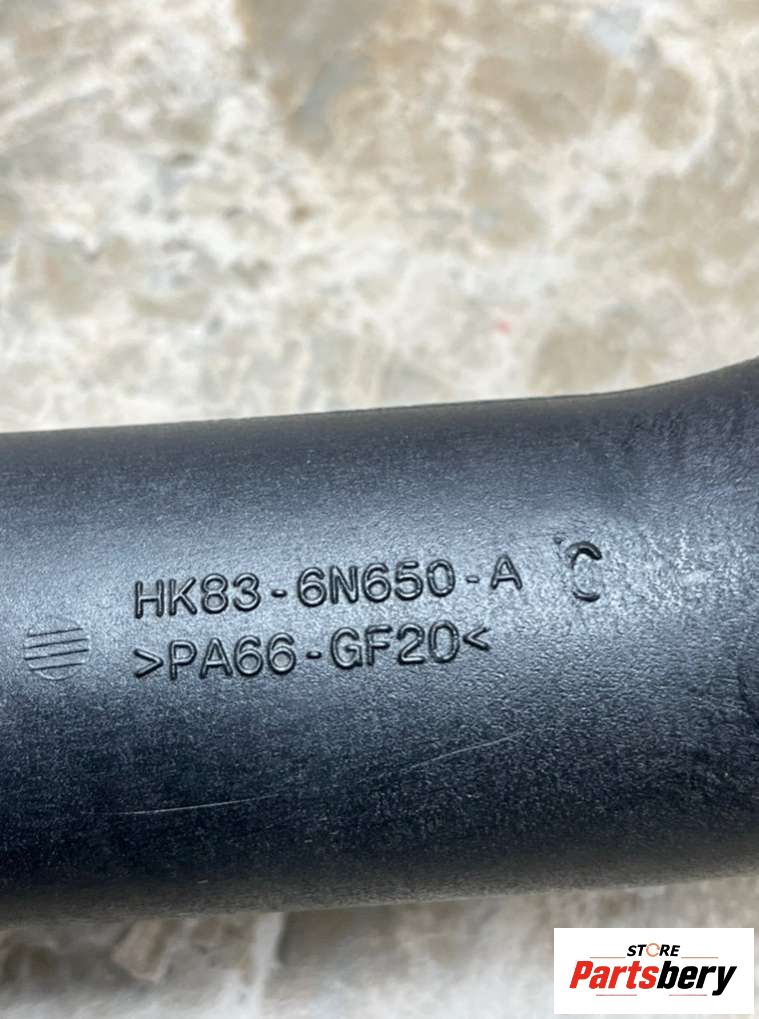 HK83-6N650-A C
>PA66-GF20<
STORE
Partsbery